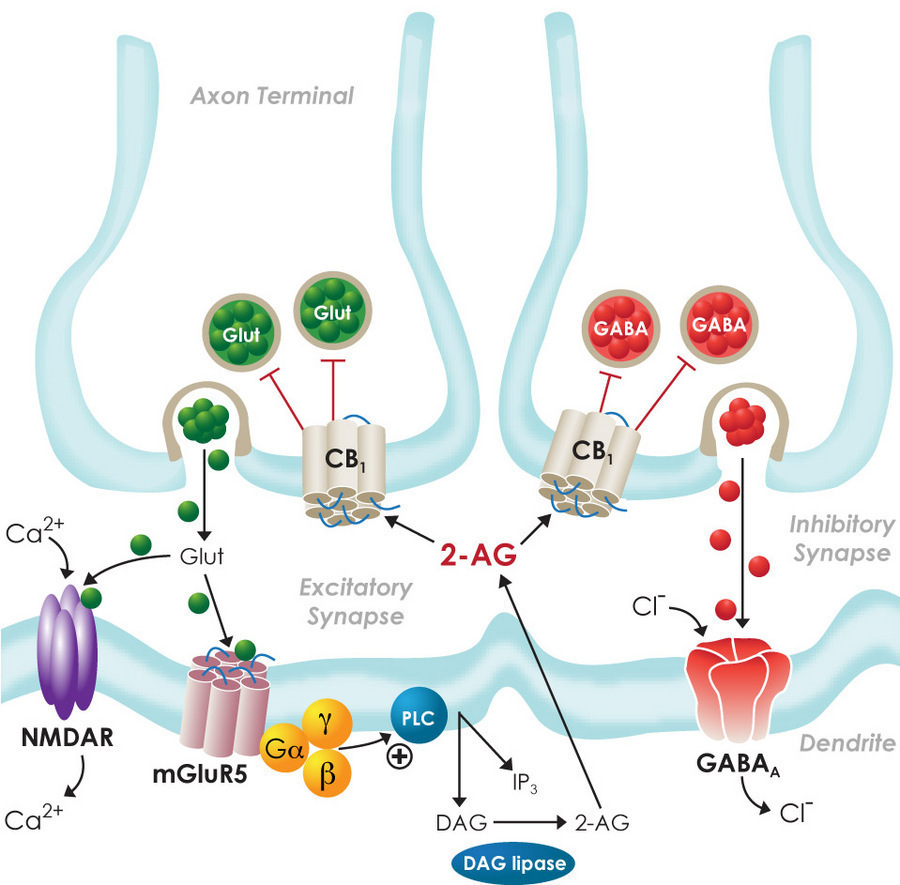 Axon Terminal
Glut
Glut
GABA
GABA
CB₁
CB₁
Ca²⁺
Glut
2-AG
Inhibitory
Synapse
Excitatory
Synapse
Cl⁻
NMDAR
mGluR5
Gα
γ
β
PLC
+
IP₃
DAG
2-AG
DAG lipase
GABAA
Dendrite
Ca²⁺
Cl⁻